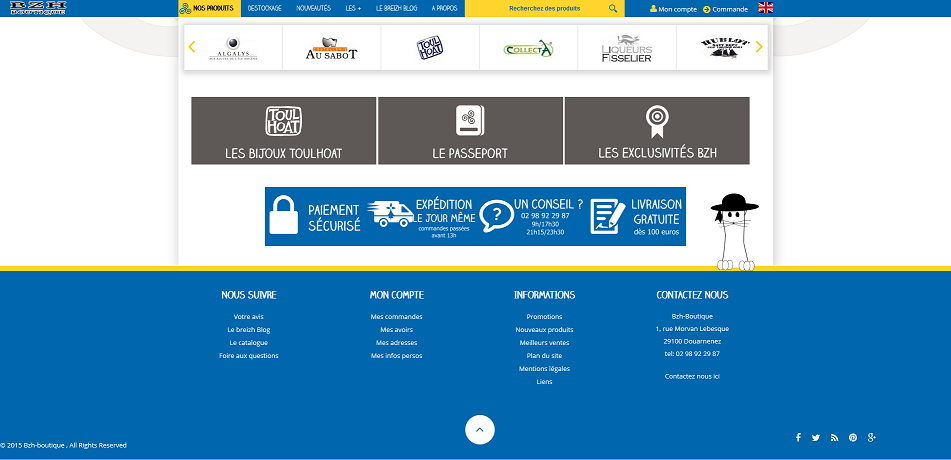 BZH
BOUTIQUE
NOS PRODUITS
DESTOCKAGE
NOUVEAUTÉS
LES +
LE BREIZH BLOG
A PROPOS
Recherchez des produits
Mon compte
Commande
ALGALYS
CHOCOLATERIE
AU SABOT
TOUL
HOAT
COLLECTA
LIQUEURS
FISSELIER
HUBLOT
TOUL
HOAT
LES BIJOUX TOULHOAT
LE PASSEPORT
LES EXCLUSIVITÉS BZH
PAIEMENT
SÉCURISÉ
EXPÉDITION
LE JOUR MÊME
commandes passées
avant 13h
UN CONSEIL ?
02 98 92 29 87
9h/17h30
21h15/23h30
LIVRAISON
GRATUITE
dès 100 euros
NOUS SUIVRE
Votre avis
Le breizh Blog
Le catalogue
Foire aux questions
MON COMPTE
Mes commandes
Mes avoirs
Mes adresses
Mes infos persos
INFORMATIONS
Promotions
Nouveaux produits
Meilleurs ventes
Plan du site
Mentions légales
Liens
CONTACTEZ NOUS
Bzh-Boutique
1, rue Morvan Lebesque
29100 Douarnenez
tel: 02 98 92 29 87
Contactez nous ici
© 2015 Bzh-boutique . All Rights Reserved